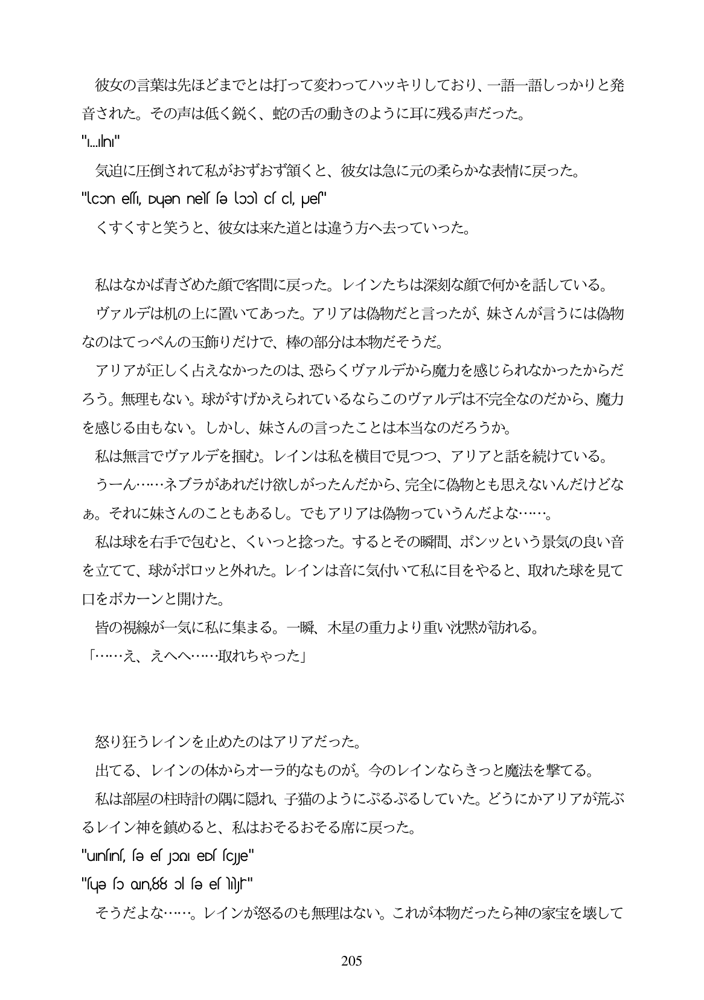 彼女の言葉は先ほどまでとは打って変わってハッキリしており、一語一語しっかりと発
音された。その声は低く鋭く、蛇の舌の動きのように耳に残る声だった。
気迫に圧倒されて私がおずおず頷くと、彼女は急に元の柔らかな表情に戻った。
くすくすと笑うと、彼女は来た道とは違う方へ去っていった。
私はなかば青ざめた顔で客間に戻った。レインたちは深刻な顔で何かを話している。
ヴァルデは机の上に置いてあった。アリアは偽物だと言ったが、妹さんが言うには偽物
なのはてっぺんの玉飾りだけで、棒の部分は本物だそうだ。
アリアが正しく占えなかったのは、恐らくヴァルデから魔力を感じられなかったからだ
ろう。無理もない。球がすげかえられているならこのヴァルデは不完全なのだから、魔力
を感じる由もない。しかし、妹さんの言ったことは本当なのだろうか。
私は無言でヴァルデを掴む。レインは私を横目で見つつ、アリアと話を続けている。
うーん……ネブラがあれだけ欲しがったんだから、完全に偽物とも思えないんだけどな
ぁ。それに妹さんのこともあるし。でもアリアは偽物っていうんだよな……。
私は球を右手で包むと、くいっと捻った。するとその瞬間、ポンッという景気の良い音
を立てて、球がポロッと外れた。レインは音に気付いて私に目をやると、取れた球を見て
口をポカーンと開けた。
皆の視線が一気に私に集まる。一瞬、木星の重力より重い沈黙が訪れる。
「……え、えへへ……取れちゃった」
怒り狂うレインを止めたのはアリアだった。
出てる、レインの体からオーラ的なものが。今のレインならきっと魔法を撃てる。
私は部屋の柱時計の隅に隠れ、子猫のようにぷるぷるしていた。どうにかアリアが荒ぶ
るレイン神を鎮めると、私はおそるおそる席に戻った。
そうだよな……。レインが怒るのも無理はない。これが本物だったら神の家宝を壊して
205